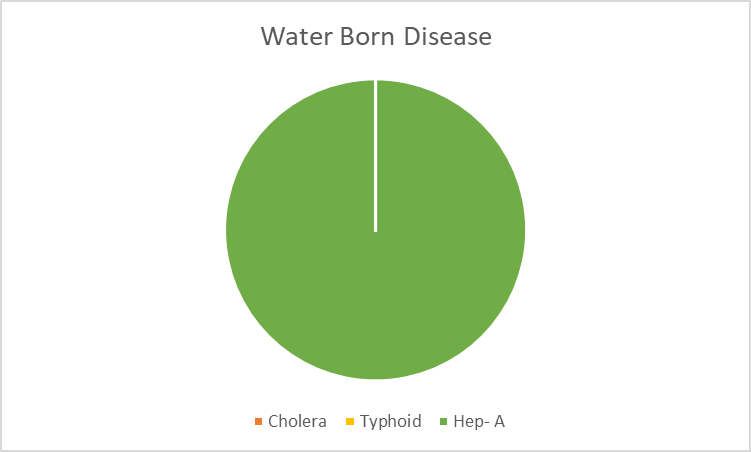 Water Born Disease
Cholera Typhoid Hep- A